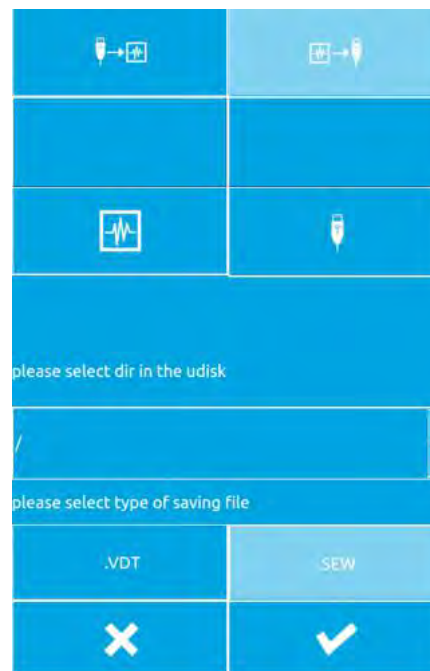 please select dir in the udisk
/
please select type of saving file
.VDT
.SEW